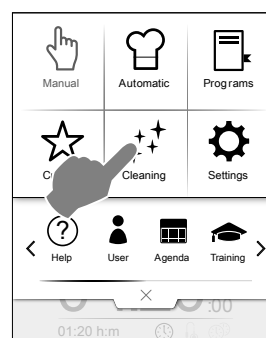 Manual Automatic Programs
Cleaning Settings
? Help User Agenda Training
:00
01:20 h:m